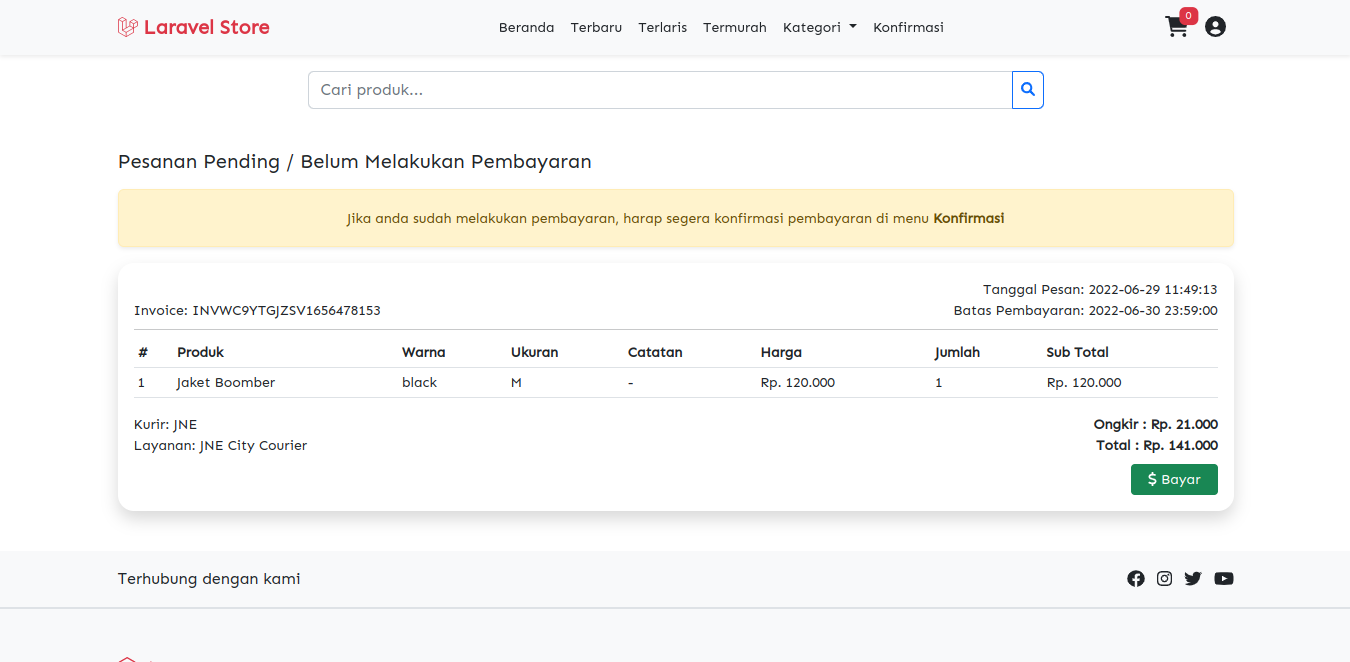 Laravel Store
Beranda Terbaru Terlaris Termurah Kategori Konfirmasi
0
Cari produk...
Pesanan Pending / Belum Melakukan Pembayaran
Jika anda sudah melakukan pembayaran, harap segera konfirmasi pembayaran di menu Konfirmasi
Tanggal Pesan: 2022-06-29 11:49:13
Invoice: INVWC9YTGJZSV1656478153
Batas Pembayaran: 2022-06-30 23:59:00
# Produk Warna Ukuran Catatan Harga Jumlah Sub Total
1 Jaket Boomber black M - Rp. 120.000 1 Rp. 120.000
Kurir: JNE
Ongkir : Rp. 21.000
Layanan: JNE City Courier
Total : Rp. 141.000
$ Bayar
Terhubung dengan kami